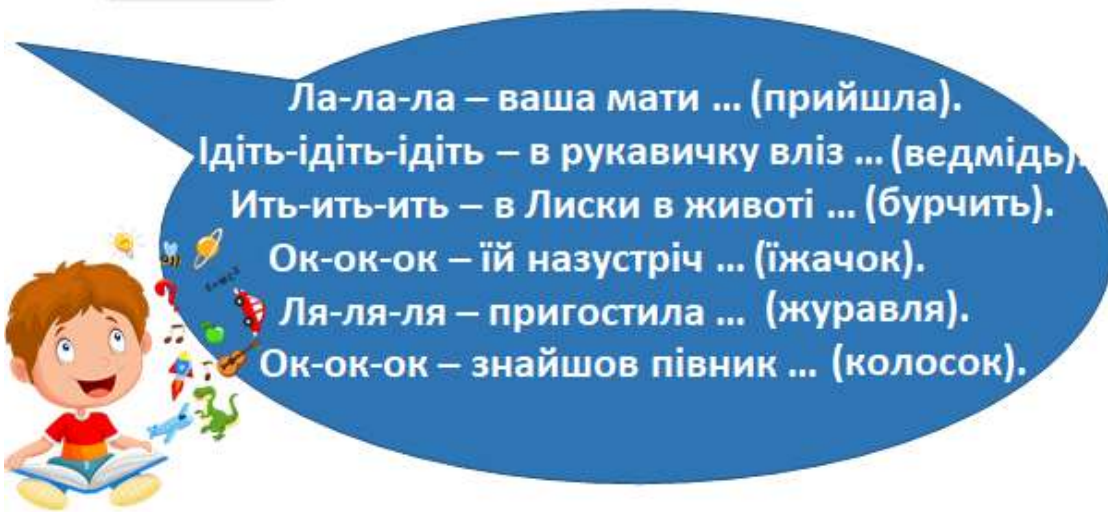 Ла-ла-ла – ваша мати ... (прийшла).
Ідіть-ідіть-ідіть – в рукавичку вліз ... (ведмідь).
Ить-ить-ить – в Лиски в животі ... (бурчить).
Ок-ок-ок – їй назустріч ... (їжачок).
Ля-ля-ля – пригостила ... (журавля).
Ок-ок-ок – знайшов півник ... (колосок).